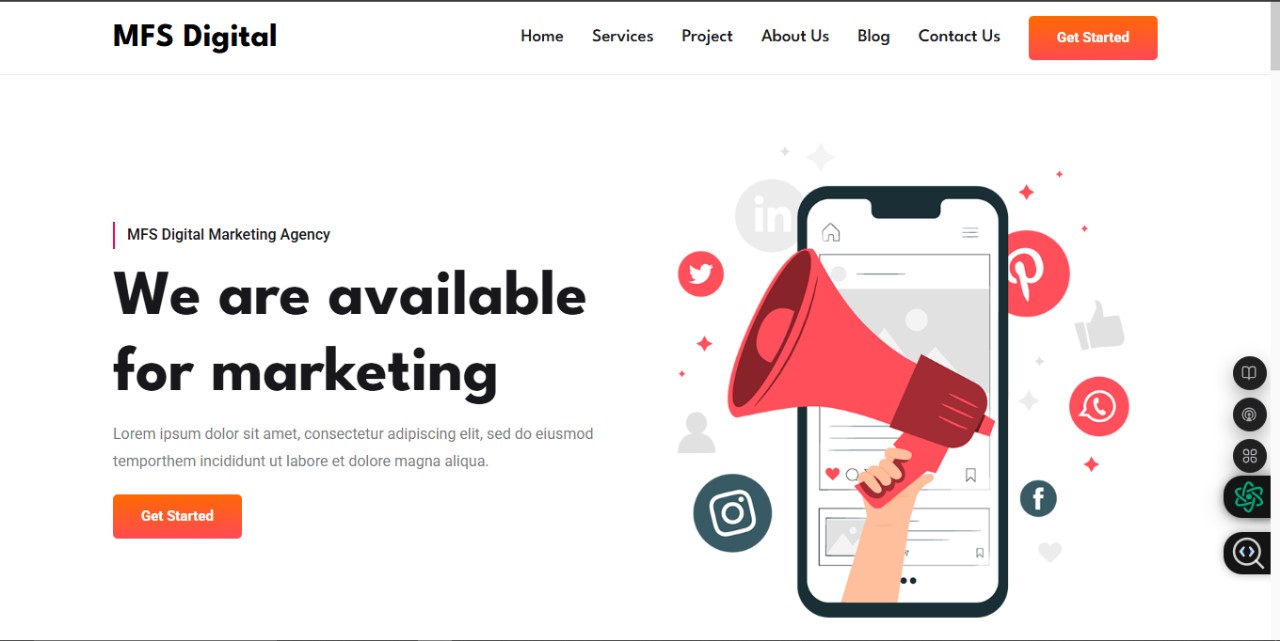 MFS Digital
Home Services Project About Us Blog Contact Us Get Started
MFS Digital Marketing Agency
We are available
for marketing
Lorem ipsum dolor sit amet, consectetur adipiscing elit, sed do eiusmod
temporthem incididunt ut labore et dolore magna aliqua.
Get Started
in